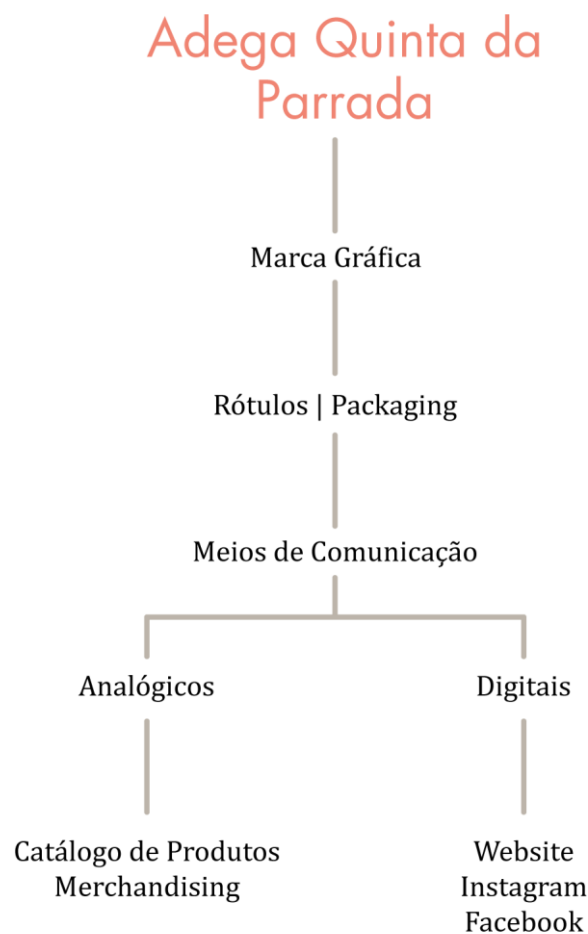 Adega Quinta da
Parrada
Marca Gráfica
Rótulos | Packaging
Meios de Comunicação
Analógicos
Digitais
Catálogo de Produtos
Merchandising
Website
Instagram
Facebook